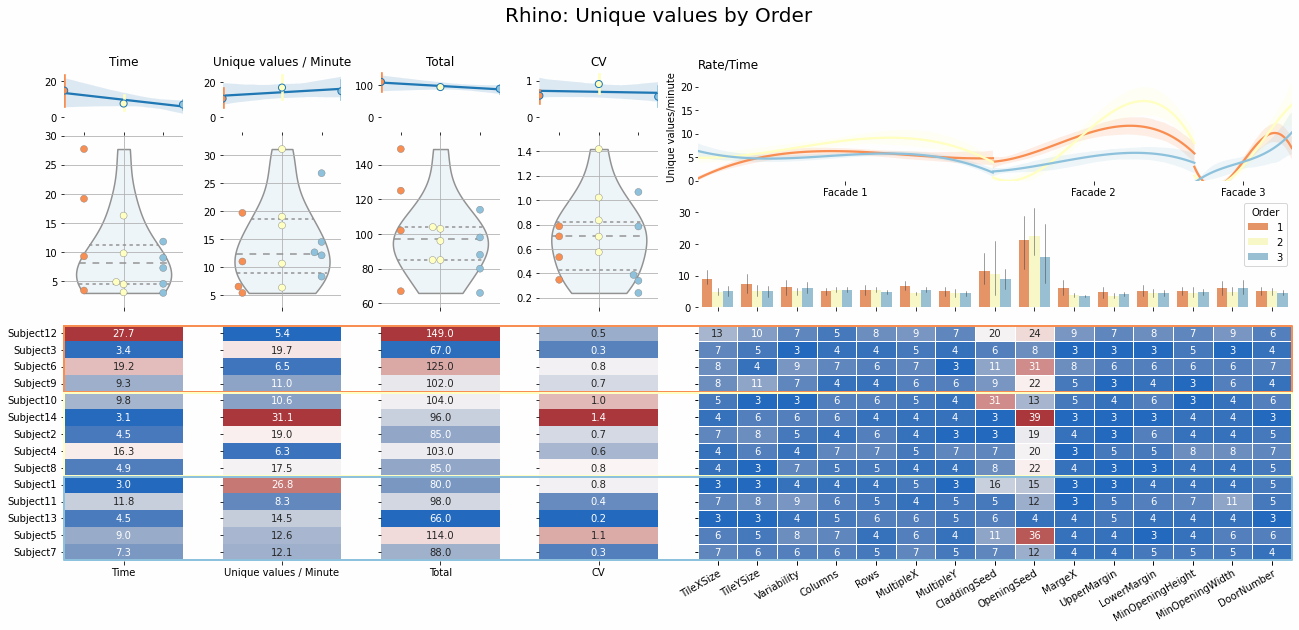 Rhino: Unique values by Order
Time
Unique values / Minute
Total
CV
Rate/Time
20
0
20
0
100
0
1
0
Unique values/minute
20
15
10
5
0
Facade 1
Facade 2
Facade 3
30
25
20
15
10
5
30
25
20
15
10
5
140
120
100
80
60
1.4
1.2
1.0
0.8
0.6
0.4
0.2
30
20
10
0
Order
1
2
3
Subject12 27.7 5.4 149.0 0.5 13 10 7 5 8 9 7 20 24 9 7 8 7 9 6
Subject3 3.4 19.7 67.0 0.3 7 5 3 4 4 5 4 6 8 3 3 3 5 3 4
Subject6 19.2 6.5 125.0 0.8 8 4 9 7 6 7 3 11 31 8 6 6 6 6 7
Subject9 9.3 11.0 102.0 0.7 8 11 7 4 4 6 6 9 22 5 3 4 3 6 4
Subject10 9.8 10.6 104.0 1.0 5 3 3 6 6 5 4 31 13 5 4 6 3 4 6
Subject14 3.1 31.1 96.0 1.4 4 6 6 6 4 4 4 3 39 3 3 3 4 4 3
Subject2 4.5 19.0 85.0 0.7 7 8 5 4 6 4 3 3 19 4 3 6 4 4 5
Subject4 16.3 6.3 103.0 0.6 4 6 4 7 7 5 7 7 20 3 5 5 8 8 7
Subject8 4.9 17.5 85.0 0.8 4 3 7 5 5 4 4 8 22 4 3 3 4 4 5
Subject1 3.0 26.8 80.0 0.8 3 3 4 4 4 5 3 16 15 3 3 4 4 4 5
Subject11 11.8 8.3 98.0 0.4 7 8 9 6 5 4 5 5 12 3 5 6 7 11 5
Subject13 4.5 14.5 66.0 0.2 3 3 4 5 6 6 5 6 4 4 5 4 4 4 3
Subject5 9.0 12.6 114.0 1.1 6 5 8 7 4 6 4 11 36 4 4 3 4 6 6
Subject7 7.3 12.1 88.0 0.3 7 6 6 6 5 7 5 7 12 4 4 5 5 5 4
Time
Unique values / Minute
Total
CV
TileXSize
TileYSize
Variability
Columns
Rows
MultipleX
MultipleY
CladdingSeed
OpeningSeed
MargeX
UpperMargin
LowerMargin
MinOpeningHeight
MinOpeningWidth
DoorNumber